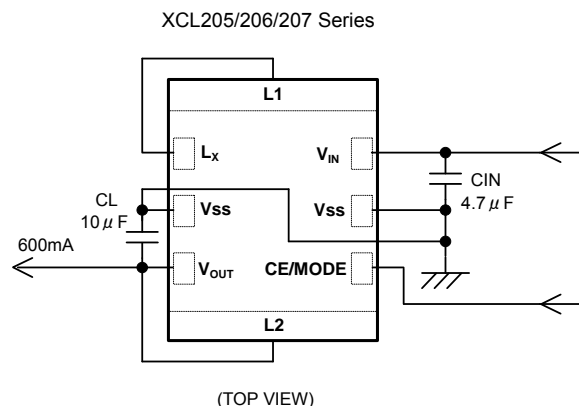 XCL205/206/207 Series
L1
LX
VIN
CL
10μF
Vss
Vss
CIN
4.7μF
600mA
VOUT
CE/MODE
L2
(TOP VIEW)